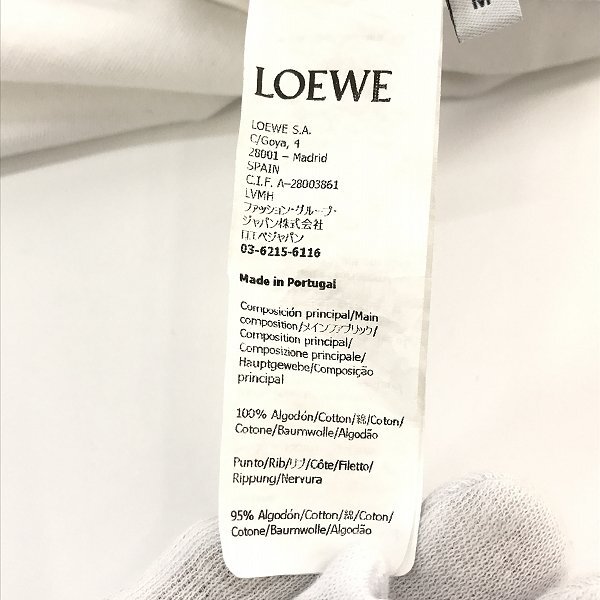 M
LOEWE
LOEWE S.A.
C/Goya, 4
28001 – Madrid
SPAIN
C.I.F. A–28003861
LVMH
ファッション・グループ・
ジャパン株式会社
ロエベジャパン
03-6215-6116
Made in Portugal
Composición principal/Main
composition/メインファブリック/
Composition principal/
Composizione principale/
Hauptgewebe/Composição
principal
100% Algodón/Cotton/綿/Coton/
Cotone/Baumwolle/Algodão
Punto/Rib/リブ/Côte/Filetto/
Rippung/Nervura
95% Algodón/Cotton/綿/Coton/
Cotone/Baumwolle/Algodão